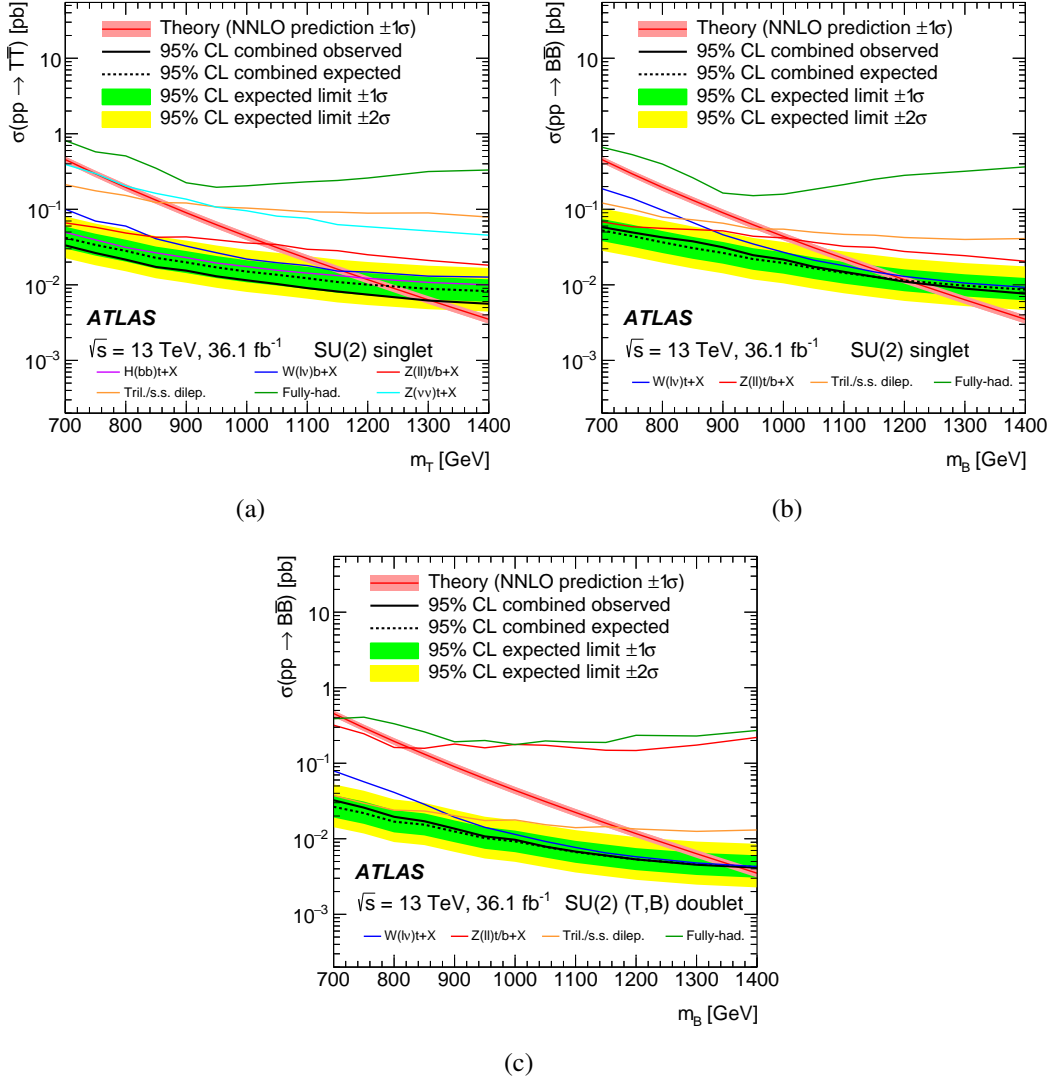 σ(pp → TT̅) [pb]
Theory (NNLO prediction ±1σ)
95% CL combined observed
95% CL combined expected
95% CL expected limit ±1σ
95% CL expected limit ±2σ
10
1
10⁻¹
10⁻²
10⁻³
ATLAS
√s = 13 TeV, 36.1 fb⁻¹ SU(2) singlet
H(bb)t+X W(lν)b+X Z(ll)t/b+X
Tril./s.s. dilep. Fully-had. Z(νν)t+X
700 800 900 1000 1100 1200 1300 1400
m_T [GeV]
(a)
σ(pp → BB̅) [pb]
Theory (NNLO prediction ±1σ)
95% CL combined observed
95% CL combined expected
95% CL expected limit ±1σ
95% CL expected limit ±2σ
10
1
10⁻¹
10⁻²
10⁻³
ATLAS
√s = 13 TeV, 36.1 fb⁻¹ SU(2) singlet
W(lν)t+X Z(ll)t/b+X Tril./s.s. dilep. Fully-had.
700 800 900 1000 1100 1200 1300 1400
m_B [GeV]
(b)
σ(pp → BB̅) [pb]
Theory (NNLO prediction ±1σ)
95% CL combined observed
95% CL combined expected
95% CL expected limit ±1σ
95% CL expected limit ±2σ
10
1
10⁻¹
10⁻²
10⁻³
ATLAS
√s = 13 TeV, 36.1 fb⁻¹ SU(2) (T,B) doublet
W(lν)t+X Z(ll)t/b+X Tril./s.s. dilep. Fully-had.
700 800 900 1000 1100 1200 1300 1400
m_B [GeV]
(c)